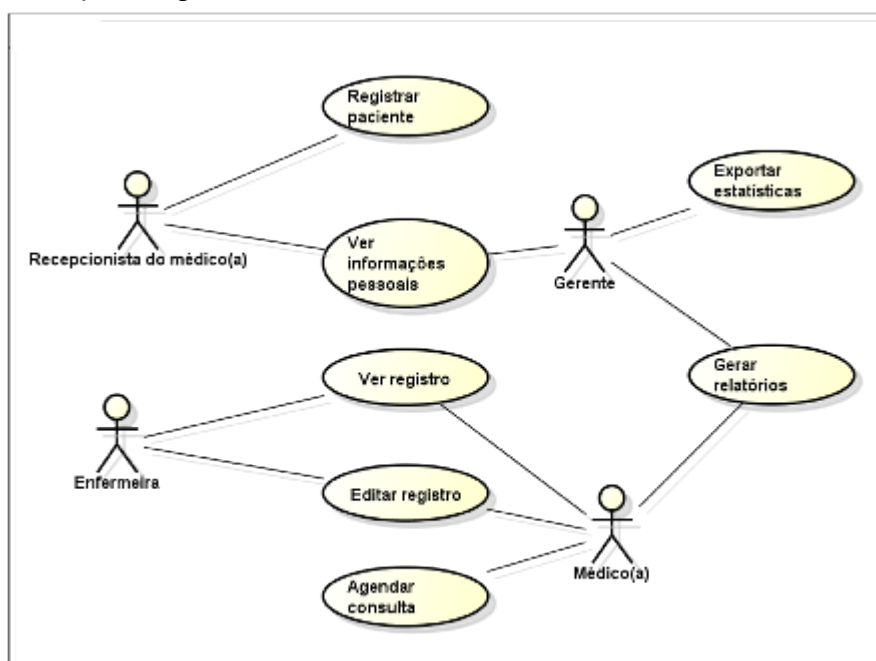 Registrar
paciente
Exportar
estatísticas
Recepcionista do médico(a)
Ver
informações
pessoais
Gerente
Ver registro
Gerar
relatórios
Enfermeira
Editar registro
Médico(a)
Agendar
consulta